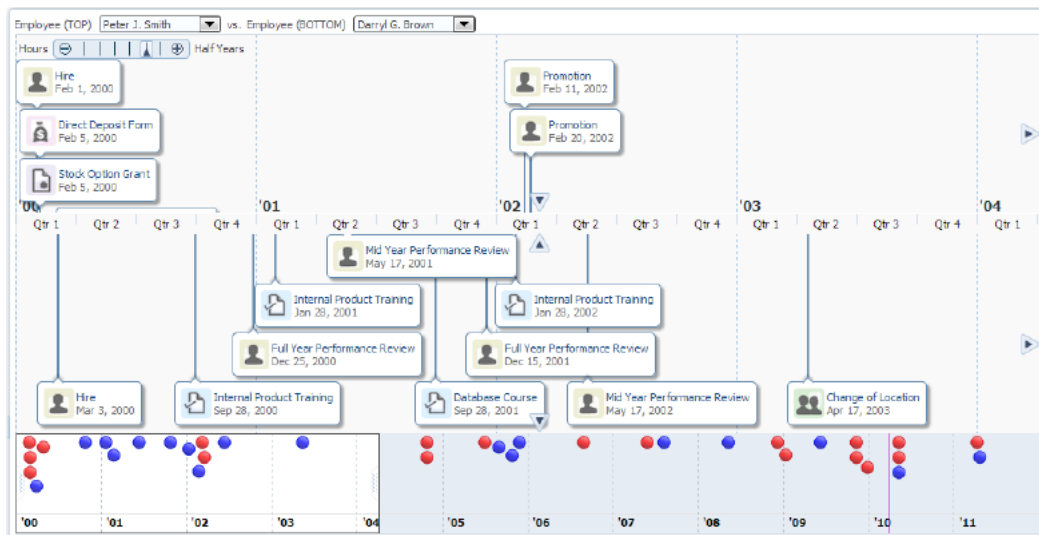 Employee (TOP) Peter J. Smith vs. Employee (BOTTOM) Darryl G. Brown
Hours Half Years
Hire
Feb 1, 2000
Direct Deposit Form
Feb 5, 2000
Stock Option Grant
Feb 5, 2000
Promotion
Feb 11, 2002
Promotion
Feb 20, 2002
'00 '01 '02 '03 '04
Qtr 1 Qtr 2 Qtr 3 Qtr 4 Qtr 1 Qtr 2 Qtr 3 Qtr 4 Qtr 1 Qtr 2 Qtr 3 Qtr 4 Qtr 1 Qtr 2 Qtr 3 Qtr 4 Qtr 1
Mid Year Performance Review
May 17, 2001
Internal Product Training
Jan 28, 2001
Internal Product Training
Jan 28, 2002
Full Year Performance Review
Dec 25, 2000
Full Year Performance Review
Dec 15, 2001
Hire
Mar 3, 2000
Internal Product Training
Sep 28, 2000
Database Course
Sep 28, 2001
Mid Year Performance Review
May 17, 2002
Change of Location
Apr 17, 2003
'00 '01 '02 '03 '04 '05 '06 '07 '08 '09 '10 '11